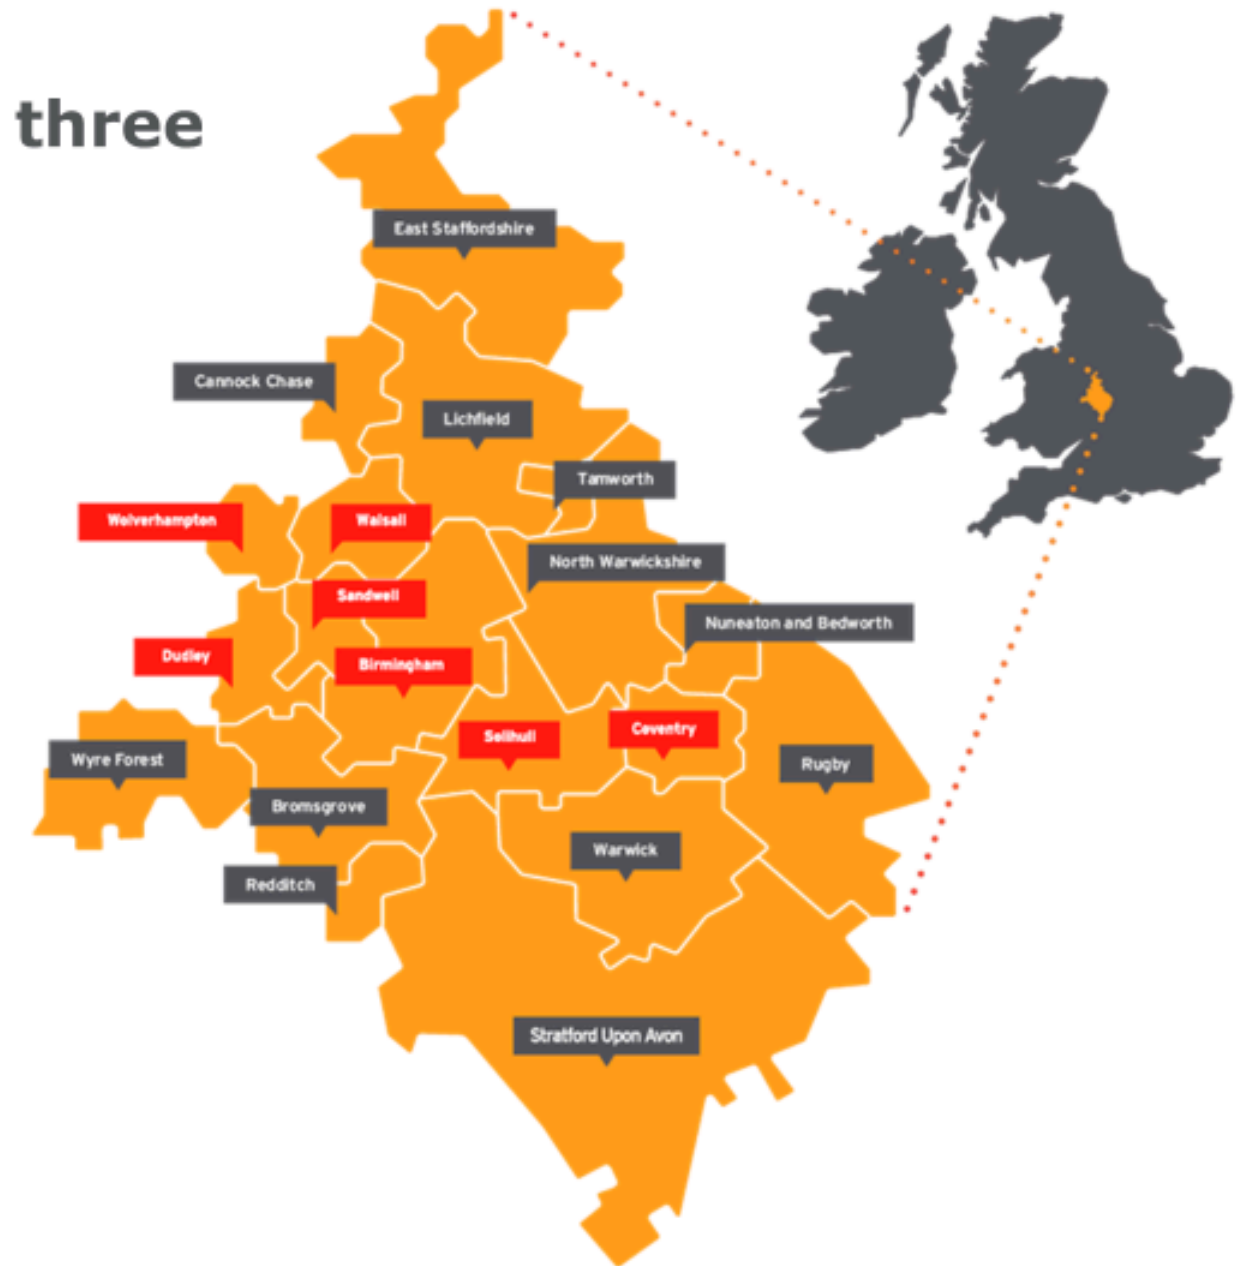 three
East Staffordshire
Cannock Chase
Lichfield
Tamworth
Wolverhampton
Walsall
North Warwickshire
Sandwell
Nuneaton and Bedworth
Dudley
Birmingham
Solihull
Coventry
Wyre Forest
Rugby
Bromsgrove
Warwick
Redditch
Stratford Upon Avon